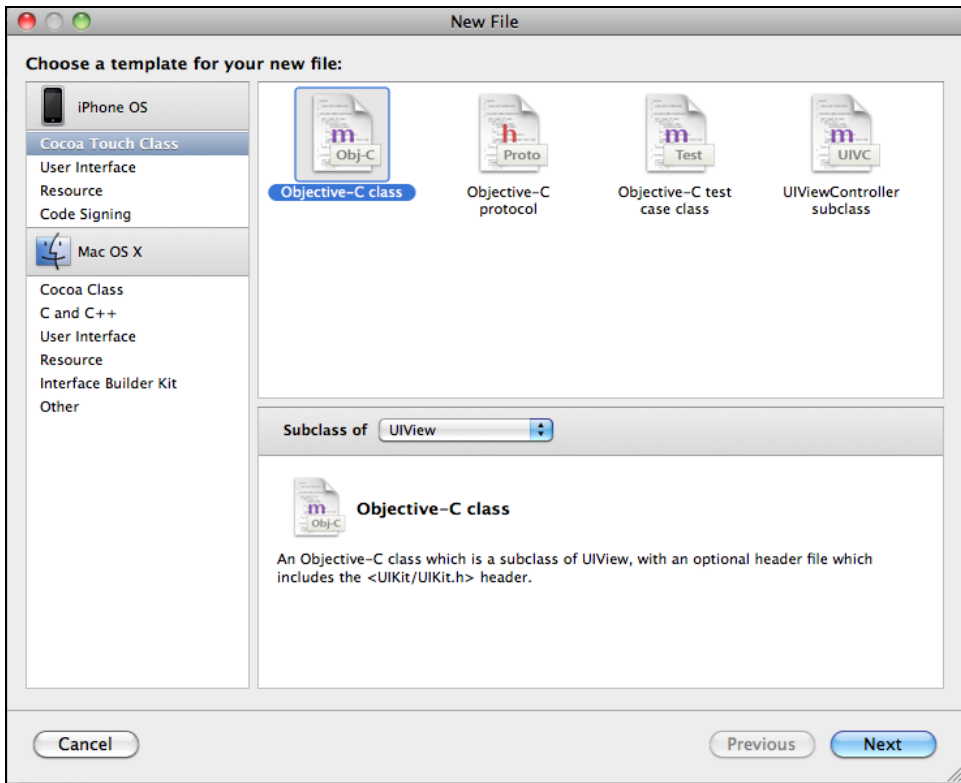 New File
Choose a template for your new file:
iPhone OS
Cocoa Touch Class
User Interface
Resource
Code Signing
Mac OS X
Cocoa Class
C and C++
User Interface
Resource
Interface Builder Kit
Other
m
Obj-C
Objective-C class
h
Proto
Objective-C
protocol
m
Test
Objective-C test
case class
m
UIVC
UIViewController
subclass
Subclass of UIView
m
Obj-C
Objective-C class
An Objective-C class which is a subclass of UIView, with an optional header file which
includes the <UIKit/UIKit.h> header.
Cancel
Previous
Next